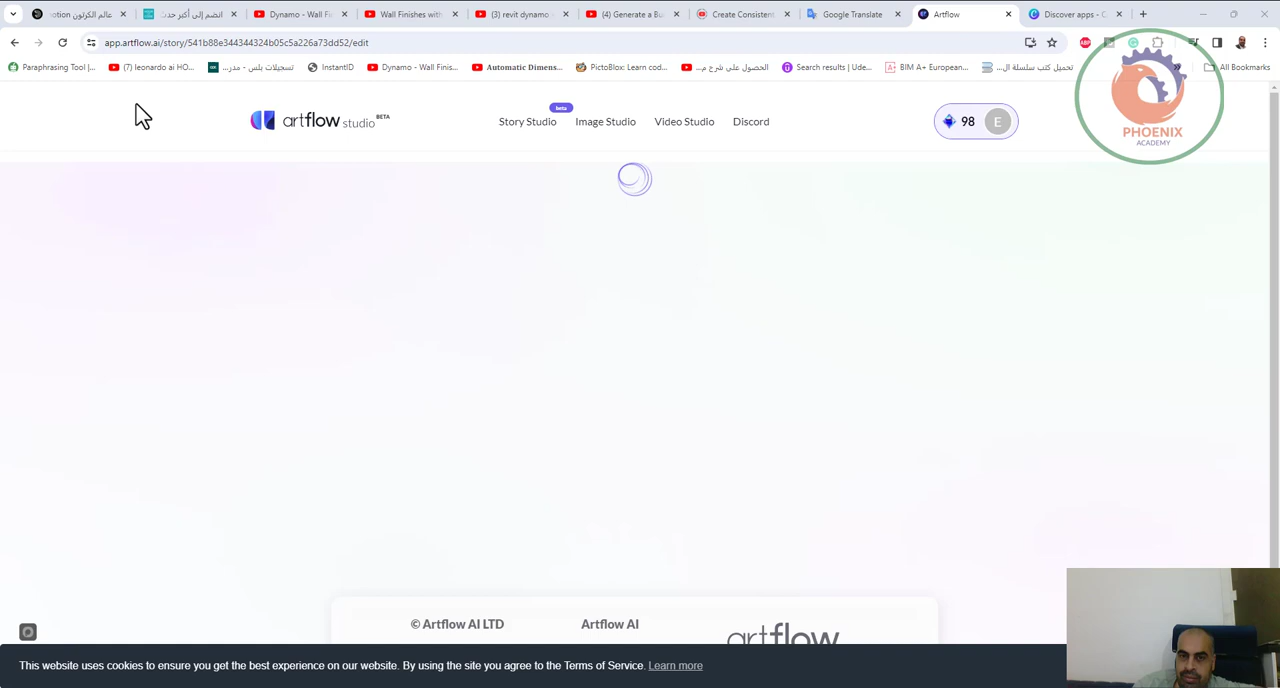 عالم الكرتون notion
انضم إلى أكبر حدث
Dynamo - Wall Fi
Wall Finishes with
(3) revit dynamo -
(4) Generate a Bu
Create Consistent
Google Translate
Artflow
Discover apps - C
app.artflow.ai/story/541b88e344344324b05c5a226a73dd52/edit
Paraphrasing Tool |...
(7) leonardo ai HO...
تسجيلات بلس - مدر...
InstantID
Dynamo - Wall Finis...
Automatic Dimens...
PictoBlox: Learn cod...
الحصول على شرح م...
Search results | Ude...
BIM A+ European...
تحميل كتب سلسلة ال...
»
All Bookmarks
artflow studio BETA
beta
Story Studio
Image Studio
Video Studio
Discord
98
E
PHOENIX
ACADEMY
© Artflow AI LTD
Artflow AI
artflow
This website uses cookies to ensure you get the best experience on our website. By using the site you agree to the Terms of Service. Learn more